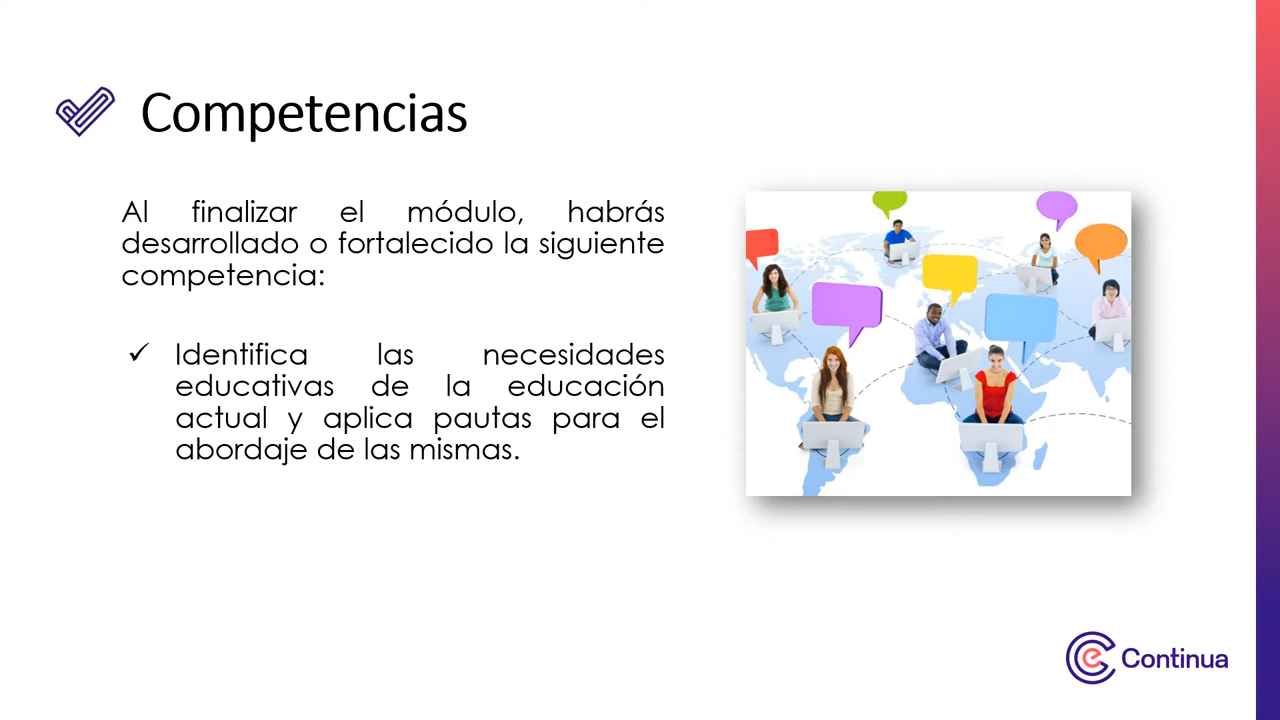 Competencias
Al finalizar el módulo, habrás
desarrollado o fortalecido la siguiente
competencia:
✓ Identifica las necesidades
educativas de la educación
actual y aplica pautas para el
abordaje de las mismas.
e Continua